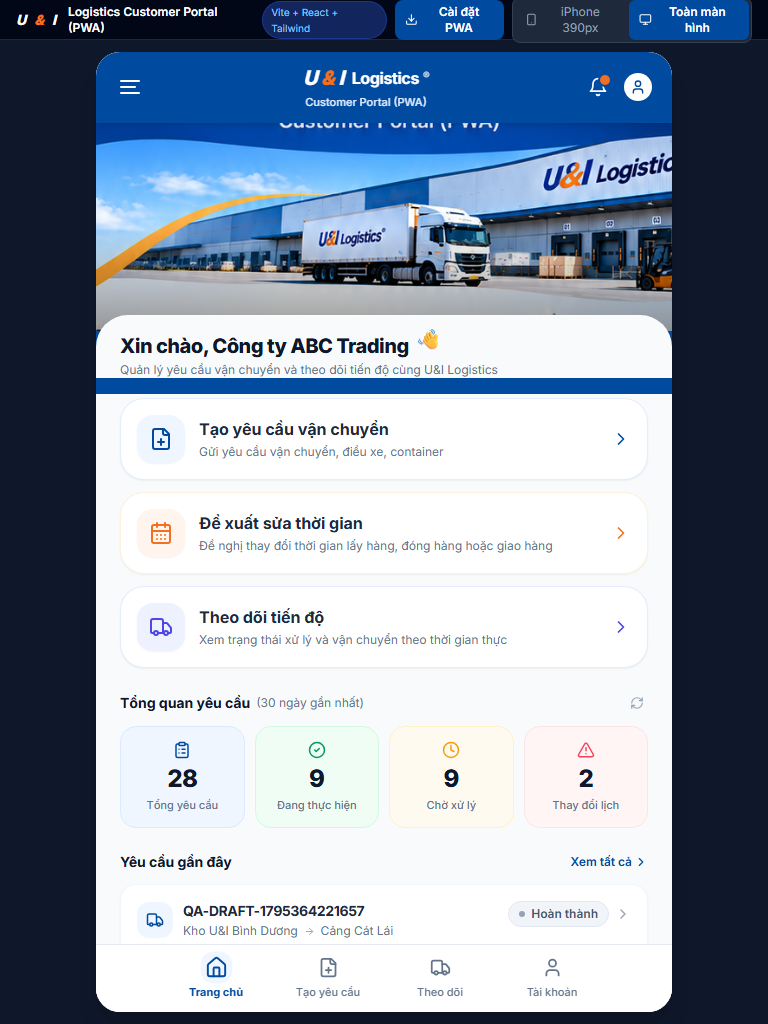 U & I
Logistics Customer Portal (PWA)
Vite + React + Tailwind
Cài đặt PWA
iPhone 390px
Toàn màn hình
U&I Logistics ®
Customer Portal (PWA)
Customer Portal (PWA)
U&I Logistic
U&I Logistics®
01
02
03
Xin chào, Công ty ABC Trading 👋
Quản lý yêu cầu vận chuyển và theo dõi tiến độ cùng U&I Logistics
Tạo yêu cầu vận chuyển
Gửi yêu cầu vận chuyển, điều xe, container
Đề xuất sửa thời gian
Đề nghị thay đổi thời gian lấy hàng, đóng hàng hoặc giao hàng
Theo dõi tiến độ
Xem trạng thái xử lý và vận chuyển theo thời gian thực
Tổng quan yêu cầu (30 ngày gần nhất)
28
Tổng yêu cầu
9
Đang thực hiện
9
Chờ xử lý
2
Thay đổi lịch
Yêu cầu gần đây
Xem tất cả
QA-DRAFT-1795364221657
Hoàn thành
Kho U&I Bình Dương → Cảng Cát Lái
Trang chủ
Tạo yêu cầu
Theo dõi
Tài khoản